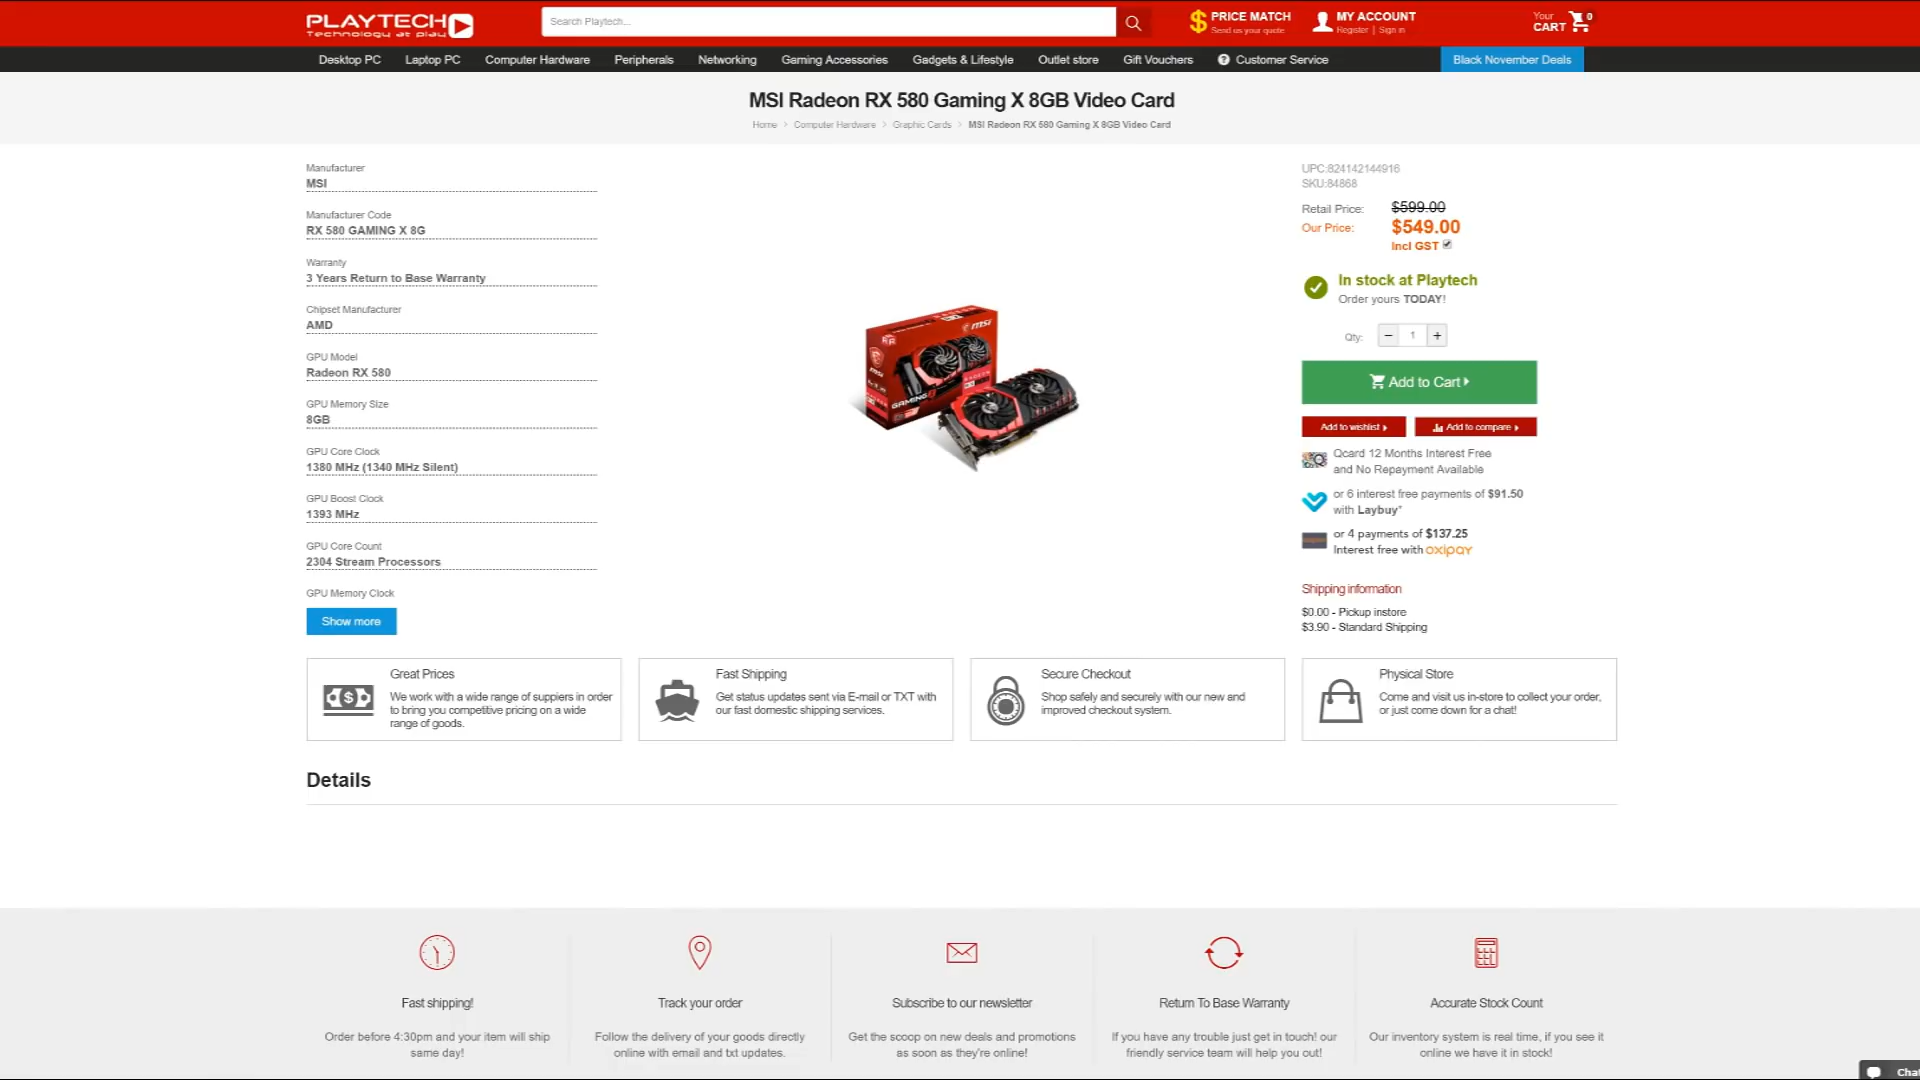 PLAYTECH
Technology at play
Search Playtech...
PRICE MATCH
Send us your quote
MY ACCOUNT
Register | Sign in
Your
CART
0
Desktop PC
Laptop PC
Computer Hardware
Peripherals
Networking
Gaming Accessories
Gadgets & Lifestyle
Outlet store
Gift Vouchers
Customer Service
Black November Deals
MSI Radeon RX 580 Gaming X 8GB Video Card
Home > Computer Hardware > Graphic Cards > MSI Radeon RX 580 Gaming X 8GB Video Card
Manufacturer
MSI
Manufacturer Code
RX 580 GAMING X 8G
Warranty
3 Years Return to Base Warranty
Chipset Manufacturer
AMD
GPU Model
Radeon RX 580
GPU Memory Size
8GB
GPU Core Clock
1380 MHz (1340 MHz Silent)
GPU Boost Clock
1393 MHz
GPU Core Count
2304 Stream Processors
GPU Memory Clock
Show more
msi
GAMING X
UPC:824142144916
SKU:84868
Retail Price: $599.00
Our Price: $549.00
Incl GST
In stock at Playtech
Order yours TODAY!
Qty: − 1 +
Add to Cart
Add to wishlist
Add to compare
Qcard 12 Months Interest Free
and No Repayment Available
or 6 interest free payments of $91.50
with Laybuy*
or 4 payments of $137.25
Interest free with oxipay
Shipping information
$0.00 - Pickup instore
$3.90 - Standard Shipping
Great Prices
We work with a wide range of suppiers in order
to bring you competitive pricing on a wide
range of goods.
Fast Shipping
Get status updates sent via E-mail or TXT with
our fast domestic shipping services.
Secure Checkout
Shop safely and securely with our new and
improved checkout system.
Physical Store
Come and visit us in-store to collect your order,
or just come down for a chat!
Details
Fast shipping!
Order before 4:30pm and your item will ship
same day!
Track your order
Follow the delivery of your goods directly
online with email and txt updates.
Subscribe to our newsletter
Get the scoop on new deals and promotions
as soon as they're online!
Return To Base Warranty
If you have any trouble just get in touch! our
friendly service team will help you out!
Accurate Stock Count
Our inventory system is real time, if you see it
online we have it in stock!
Chat